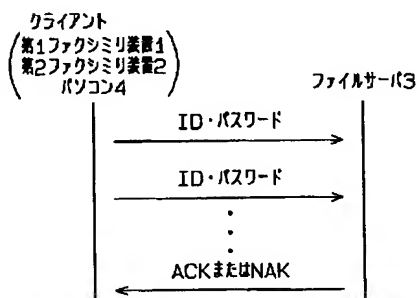 クライアント
第1ファクシミリ装置1
第2ファクシミリ装置2
パソコン4
ファイルサーバ3
ID・パスワード
ID・パスワード
ACKまたはNAK